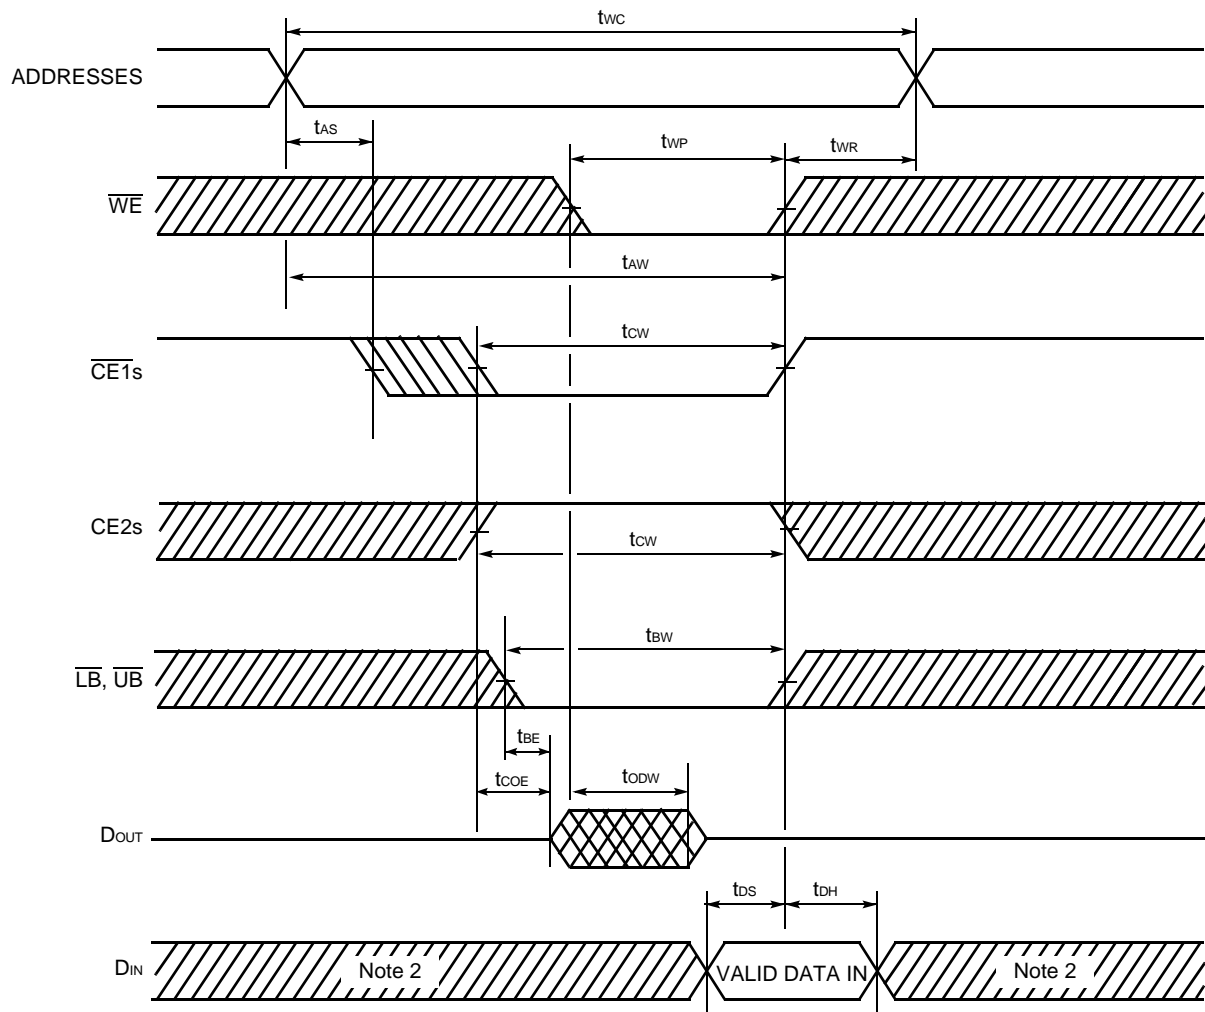 tWC
ADDRESSES
tAS
tWP
tWR
WE
tAW
tCW
CE1s
CE2s
tCW
tBW
LB, UB
tBE
tCOE
tODW
DOUT
tDS
tDH
DIN
Note 2
VALID DATA IN
Note 2